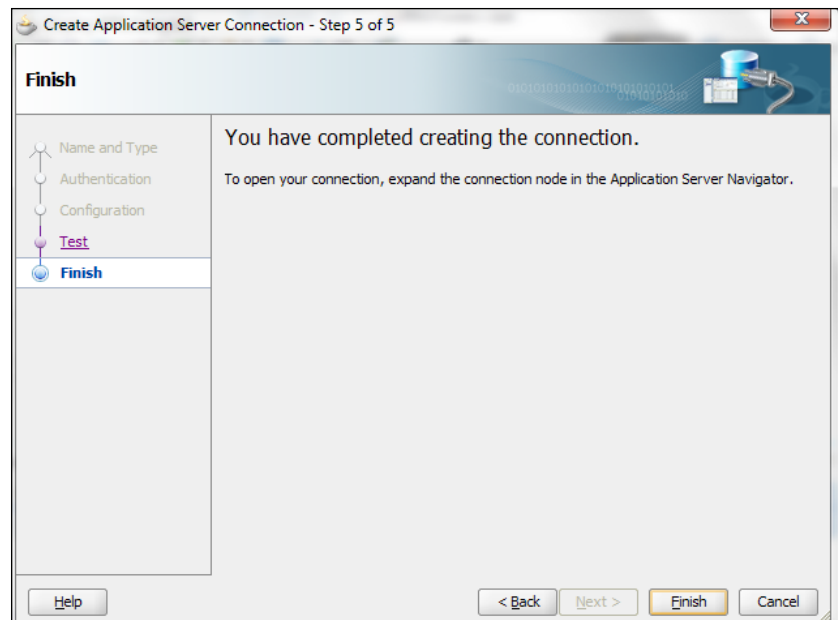 Create Application Server Connection - Step 5 of 5
Finish
Name and Type
Authentication
Configuration
Test
Finish
You have completed creating the connection.
To open your connection, expand the connection node in the Application Server Navigator.
Help
< Back
Next >
Finish
Cancel